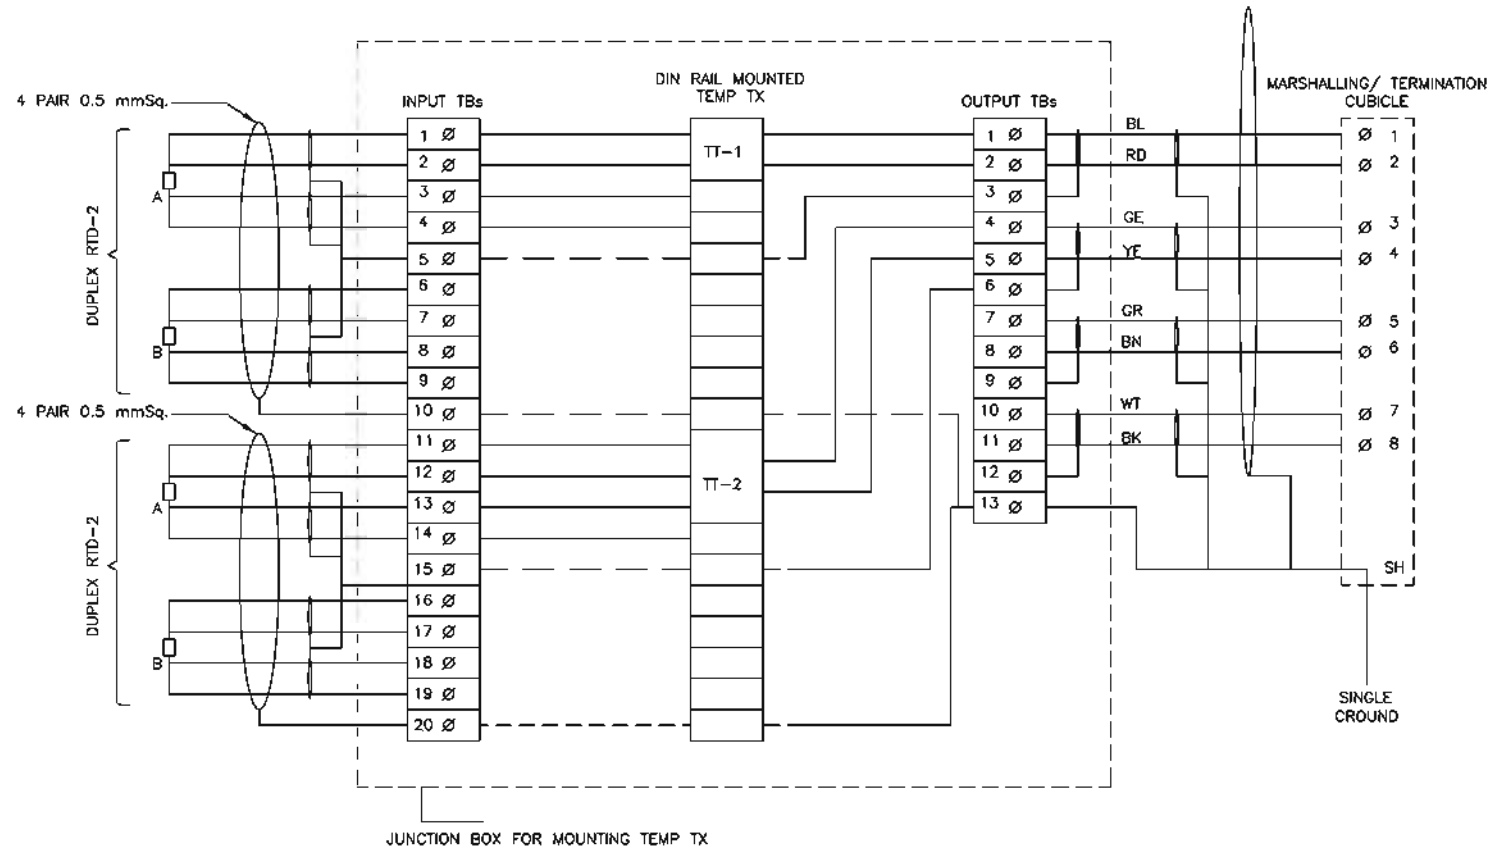 4 PAIR 0.5 mmSq.
DUPLEX RTD-2
A
B
4 PAIR 0.5 mmSq.
DUPLEX RTD-2
A
B
INPUT TBs
1
2
3
4
5
6
7
8
9
10
11
12
13
14
15
16
17
18
19
20
DIN RAIL MOUNTED
TEMP TX
TT-1
TT-2
OUTPUT TBs
1
2
3
4
5
6
7
8
9
10
11
12
13
BL
RD
GE
YE
GR
BN
WT
BK
MARSHALLING/ TERMINATION
CUBICLE
1
2
3
4
5
6
7
8
SH
SINGLE
CROUND
JUNCTION BOX FOR MOUNTING TEMP TX